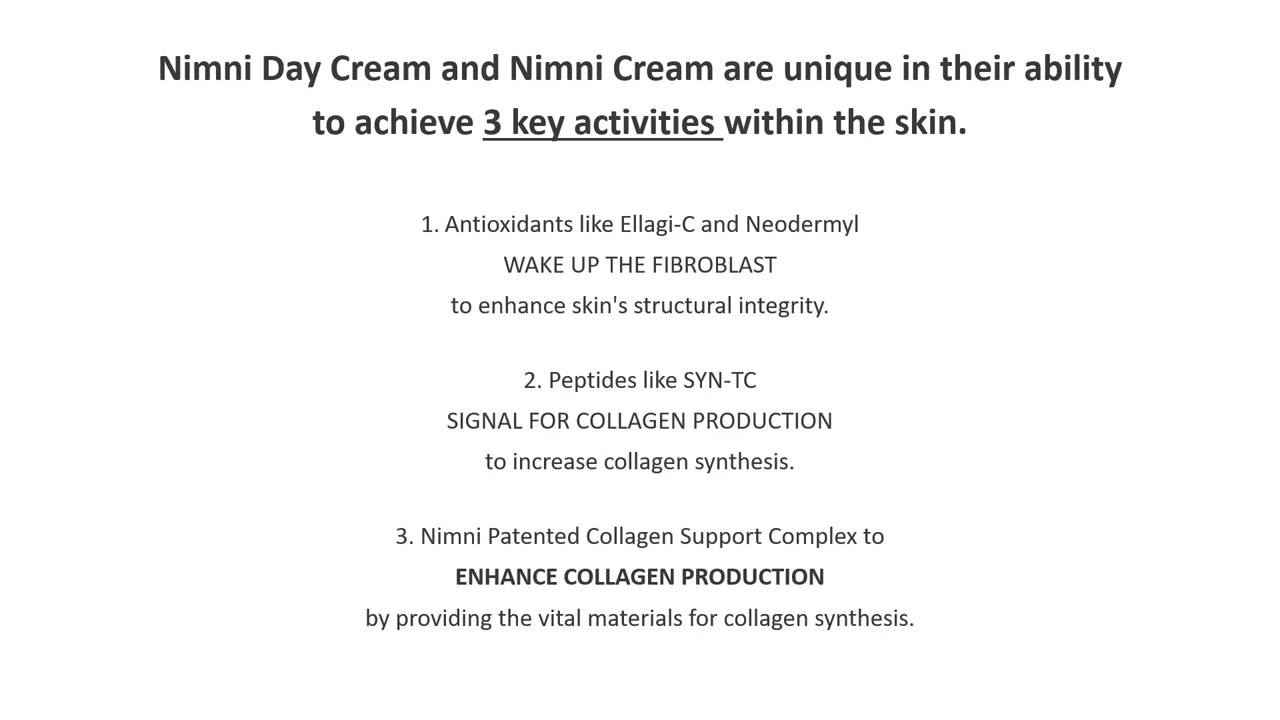 Nimni Day Cream and Nimni Cream are unique in their ability
to achieve 3 key activities within the skin.
1. Antioxidants like Ellagi-C and Neodermyl
WAKE UP THE FIBROBLAST
to enhance skin's structural integrity.
2. Peptides like SYN-TC
SIGNAL FOR COLLAGEN PRODUCTION
to increase collagen synthesis.
3. Nimni Patented Collagen Support Complex to
ENHANCE COLLAGEN PRODUCTION
by providing the vital materials for collagen synthesis.